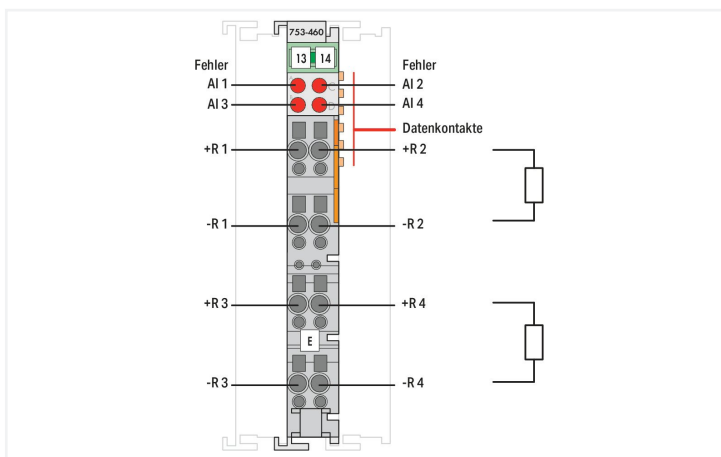 753-460
13 14
Fehler Fehler
AI 1 AI 2
AI 3 AI 4
Datenkontakte
+R 1 +R 2
-R 1 -R 2
+R 3 +R 4
E
-R 3 -R 4